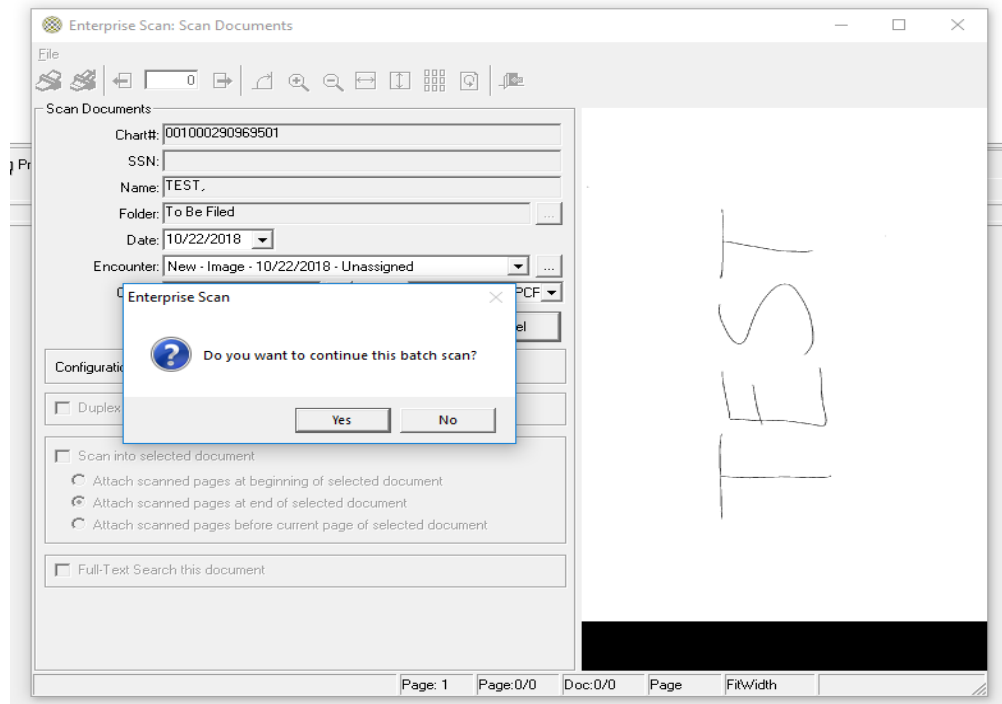 Enterprise Scan: Scan Documents
File
0
Scan Documents
Chart#: 001000290969501
SSN:
Name: TEST,
Folder: To Be Filed ...
Date: 10/22/2018
Encounter: New - Image - 10/22/2018 - Unassigned ...
PCF
Enterprise Scan
Do you want to continue this batch scan?
Yes No
Duplex
Scan into selected document
Attach scanned pages at beginning of selected document
Attach scanned pages at end of selected document
Attach scanned pages before current page of selected document
Full-Text Search this document
TEST
Page: 1 Page:0/0 Doc:0/0 Page FitWidth